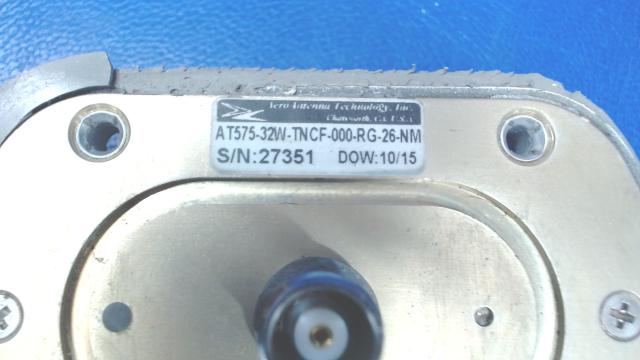 Aero Antenna Technology, Inc.
Chatsworth, CA. U.S.A
AT575-32W-TNCF-000-RG-26-NM
S/N:27351 DOW:10/15